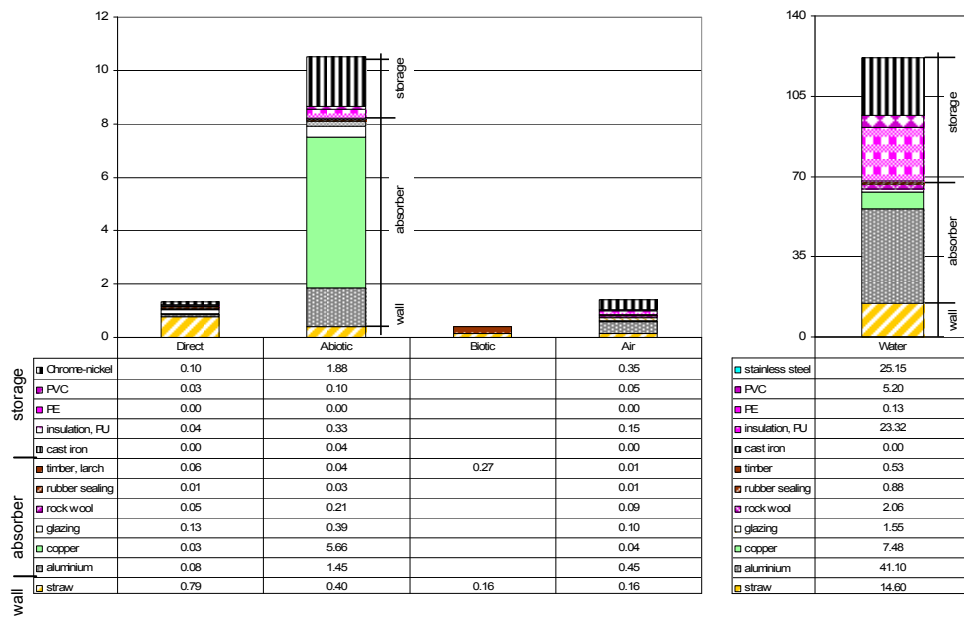 12
10
8
6
4
2
0
storage
absorber
wall
Direct Abiotic Biotic Air
storage
Chrome-nickel 0.10 1.88 0.35
PVC 0.03 0.10 0.05
PE 0.00 0.00 0.00
insulation, PU 0.04 0.33 0.15
cast iron 0.00 0.04 0.00
absorber
timber, larch 0.06 0.04 0.27 0.01
rubber sealing 0.01 0.03 0.01
rock wool 0.05 0.21 0.09
glazing 0.13 0.39 0.10
copper 0.03 5.66 0.04
aluminium 0.08 1.45 0.45
wall
straw 0.79 0.40 0.16 0.16
140
105
70
35
0
storage
absorber
wall
Water
stainless steel 25.15
PVC 5.20
PE 0.13
insulation, PU 23.32
cast iron 0.00
timber 0.53
rubber sealing 0.88
rock wool 2.06
glazing 1.55
copper 7.48
aluminium 41.10
straw 14.60